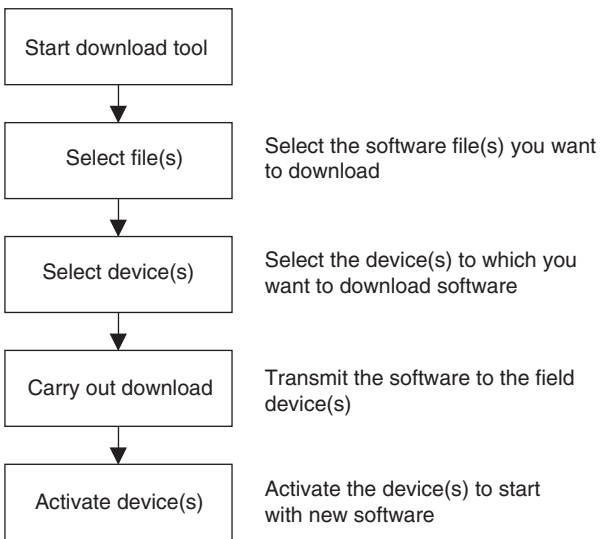 Start download tool
Select file(s)
Select the software file(s) you want
to download
Select device(s)
Select the device(s) to which you
want to download software
Carry out download
Transmit the software to the field
device(s)
Activate device(s)
Activate the device(s) to start
with new software